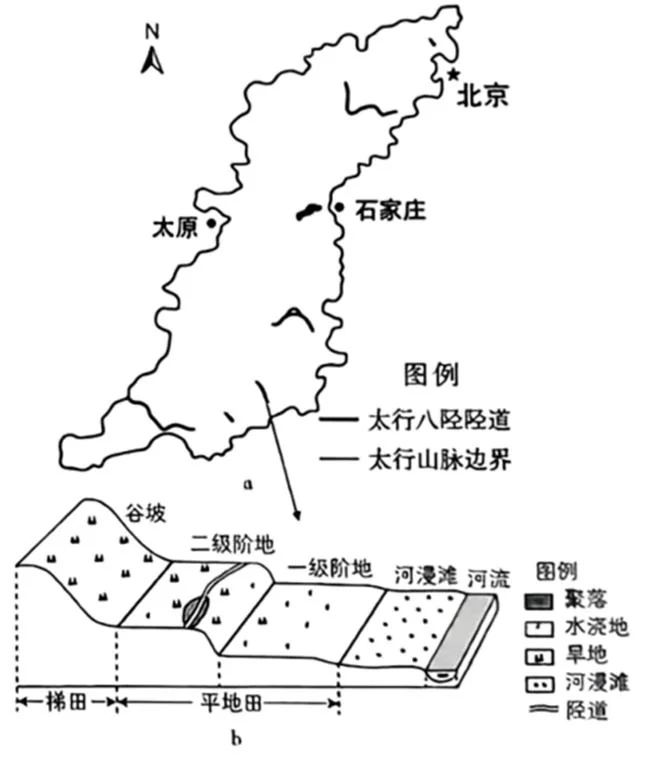 N
北京
石家庄
太原
图例
太行八陉陉道
太行山脉边界
a
谷坡
二级阶地
一级阶地
河漫滩
河流
图例
聚落
水浇地
旱地
河漫滩
陉道
梯田
平地田
b